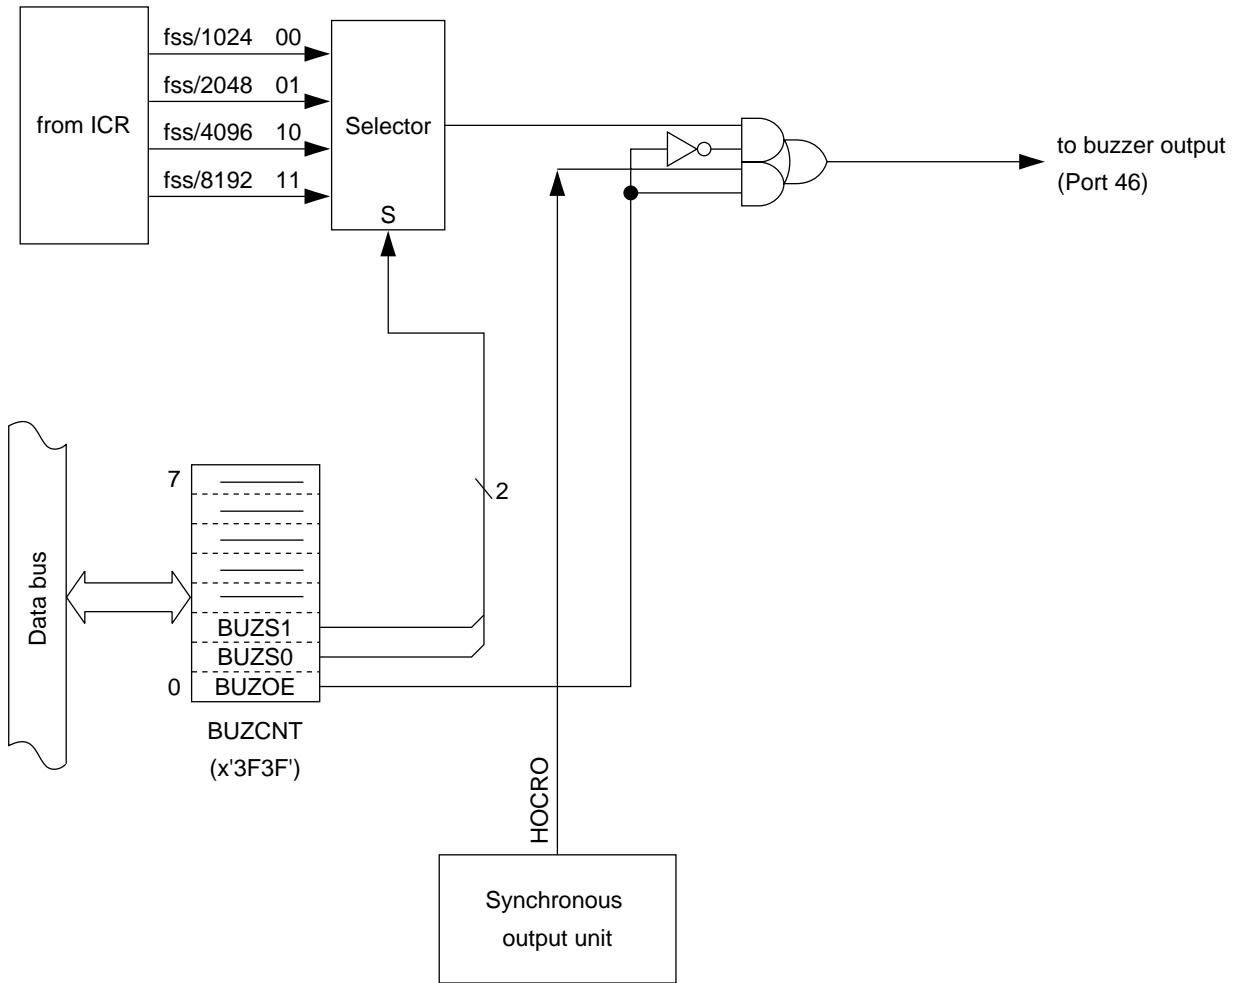 from ICR
fss/1024 00
fss/2048 01
fss/4096 10
fss/8192 11
Selector
S
to buzzer output
(Port 46)
2
Data bus
7
BUZS1
BUZS0
0 BUZOE
BUZCNT
(x'3F3F')
HOCRO
Synchronous
output unit